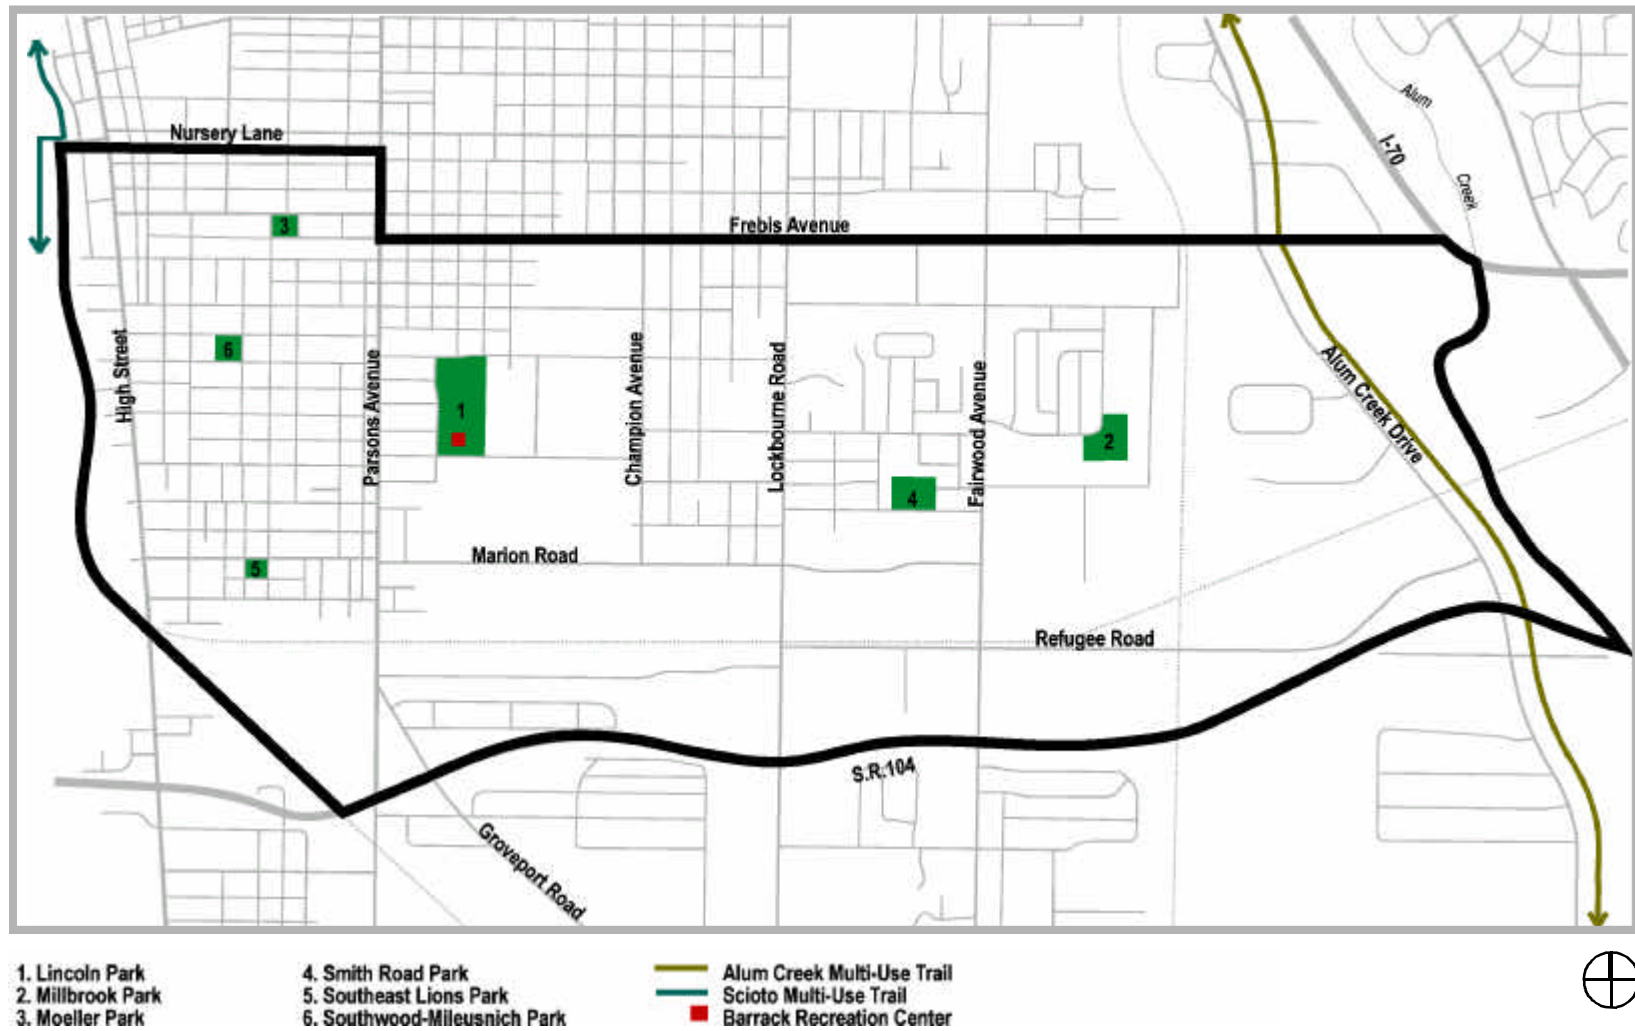 Alum
Nursery Lane
I-70
Creek
3
Frebis Avenue
6
High Street
Parsons Avenue
1
Champion Avenue
Lockbourne Road
Fairwood Avenue
2
Alum Creek Drive
4
5
Marion Road
Refugee Road
S.R.104
Groveport Road
1. Lincoln Park
2. Millbrook Park
3. Moeller Park
4. Smith Road Park
5. Southeast Lions Park
6. Southwood-Mileusnich Park
Alum Creek Multi-Use Trail
Scioto Multi-Use Trail
Barrack Recreation Center